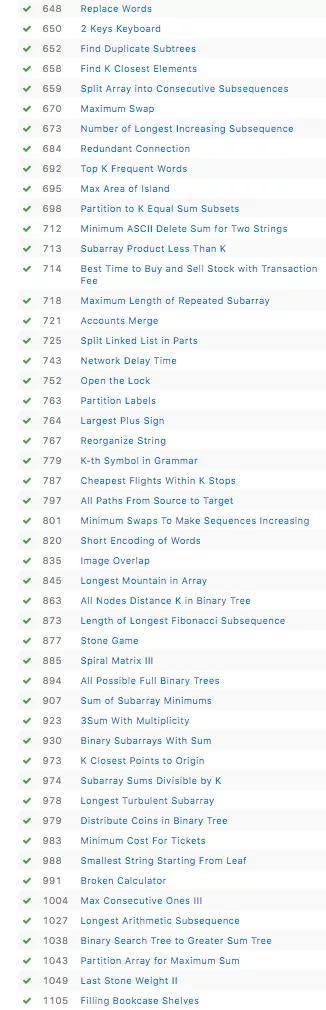 648 Replace Words
650 2 Keys Keyboard
652 Find Duplicate Subtrees
658 Find K Closest Elements
659 Split Array into Consecutive Subsequences
670 Maximum Swap
673 Number of Longest Increasing Subsequence
684 Redundant Connection
692 Top K Frequent Words
695 Max Area of Island
698 Partition to K Equal Sum Subsets
712 Minimum ASCII Delete Sum for Two Strings
713 Subarray Product Less Than K
714 Best Time to Buy and Sell Stock with Transaction
Fee
718 Maximum Length of Repeated Subarray
721 Accounts Merge
725 Split Linked List in Parts
743 Network Delay Time
752 Open the Lock
763 Partition Labels
764 Largest Plus Sign
767 Reorganize String
779 K-th Symbol in Grammar
787 Cheapest Flights Within K Stops
797 All Paths From Source to Target
801 Minimum Swaps To Make Sequences Increasing
820 Short Encoding of Words
835 Image Overlap
845 Longest Mountain in Array
863 All Nodes Distance K in Binary Tree
873 Length of Longest Fibonacci Subsequence
877 Stone Game
885 Spiral Matrix III
894 All Possible Full Binary Trees
907 Sum of Subarray Minimums
923 3Sum With Multiplicity
930 Binary Subarrays With Sum
973 K Closest Points to Origin
974 Subarray Sums Divisible by K
978 Longest Turbulent Subarray
979 Distribute Coins in Binary Tree
983 Minimum Cost For Tickets
988 Smallest String Starting From Leaf
991 Broken Calculator
1004 Max Consecutive Ones III
1027 Longest Arithmetic Subsequence
1038 Binary Search Tree to Greater Sum Tree
1043 Partition Array for Maximum Sum
1049 Last Stone Weight II
1105 Filling Bookcase Shelves